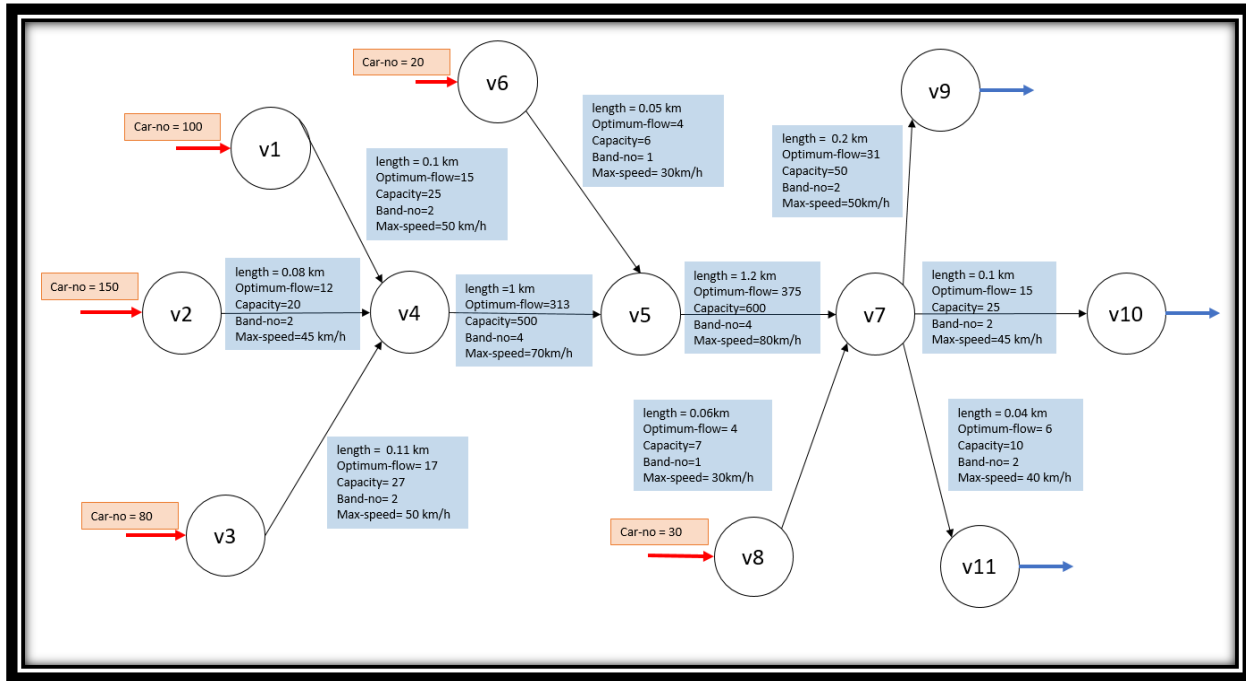 Car-no = 20
v6
v9
Car-no = 100
v1
length = 0.05 km
Optimum-flow=4
Capacity=6
Band-no= 1
Max-speed= 30km/h
length = 0.2 km
Optimum-flow=31
Capacity=50
Band-no=2
Max-speed=50km/h
length = 0.1 km
Optimum-flow=15
Capacity=25
Band-no=2
Max-speed=50 km/h
Car-no = 150
v2
length = 0.08 km
Optimum-flow=12
Capacity=20
Band-no=2
Max-speed=45 km/h
v4
length =1 km
Optimum-flow=313
Capacity=500
Band-no=4
Max-speed=70km/h
v5
length = 1.2 km
Optimum-flow= 375
Capacity=600
Band-no=4
Max-speed=80km/h
v7
length = 0.1 km
Optimum-flow= 15
Capacity= 25
Band-no= 2
Max-speed=45 km/h
v10
length = 0.11 km
Optimum-flow= 17
Capacity= 27
Band-no= 2
Max-speed= 50 km/h
length = 0.06km
Optimum-flow= 4
Capacity=7
Band-no=1
Max-speed= 30km/h
length = 0.04 km
Optimum-flow= 6
Capacity=10
Band-no= 2
Max-speed= 40 km/h
Car-no = 80
v3
Car-no = 30
v8
v11